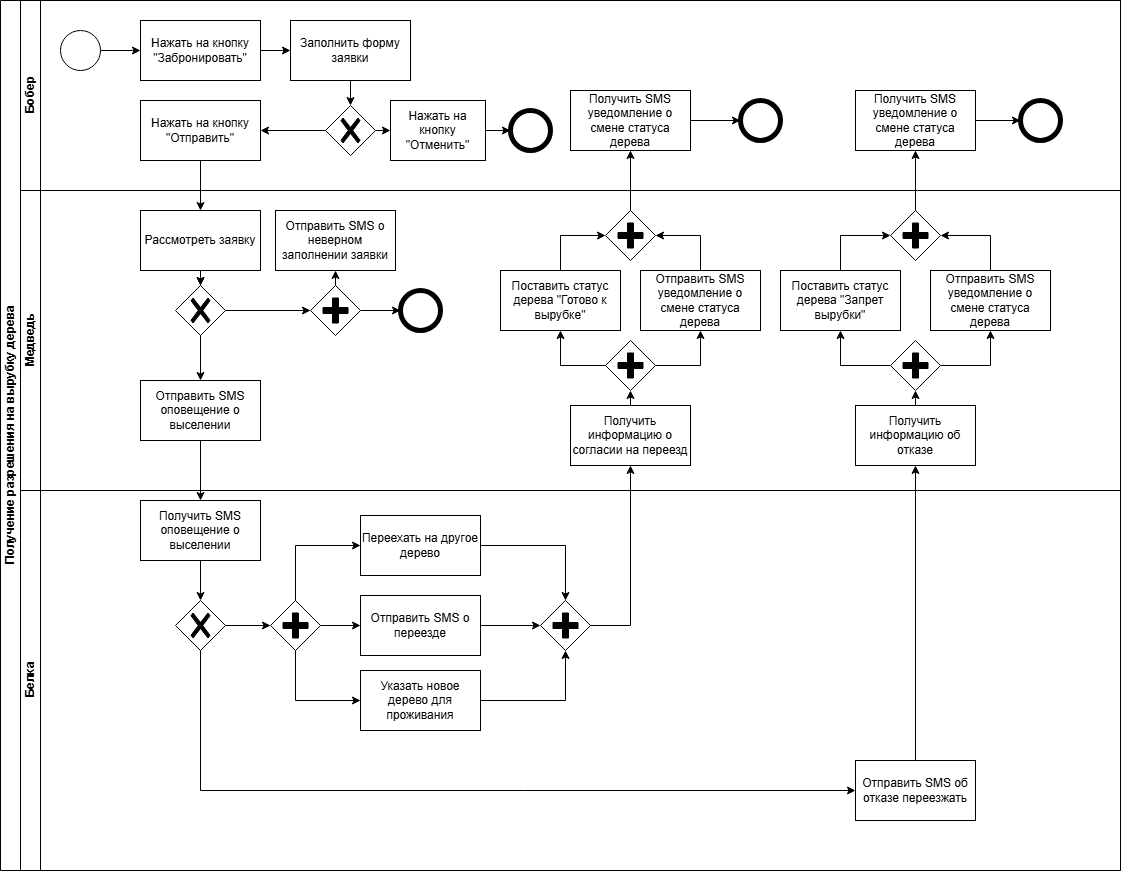 Получение разрешения на вырубку дерева
Бобер
Нажать на кнопку
"Забронировать"
Заполнить форму
заявки
Нажать на кнопку
"Отправить"
Нажать на
кнопку
"Отменить"
Получить SMS
уведомление о
смене статуса
дерева
Получить SMS
уведомление о
смене статуса
дерева
Медведь
Рассмотреть заявку
Отправить SMS о
неверном
заполнении заявки
Поставить статус
дерева "Готово к
вырубке"
Отправить SMS
уведомление о
смене статуса
дерева
Поставить статус
дерева "Запрет
вырубки"
Отправить SMS
уведомление о
смене статуса
дерева
Отправить SMS
оповещение о
выселении
Получить
информацию о
согласии на переезд
Получить
информацию об
отказе
Белка
Получить SMS
оповещение о
выселении
Переехать на другое
дерево
Отправить SMS о
переезде
Указать новое
дерево для
проживания
Отправить SMS об
отказе переезжать